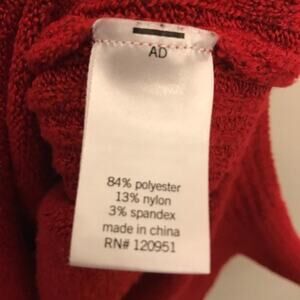 AD
84% polyester
13% nylon
3% spandex
made in china
RN# 120951